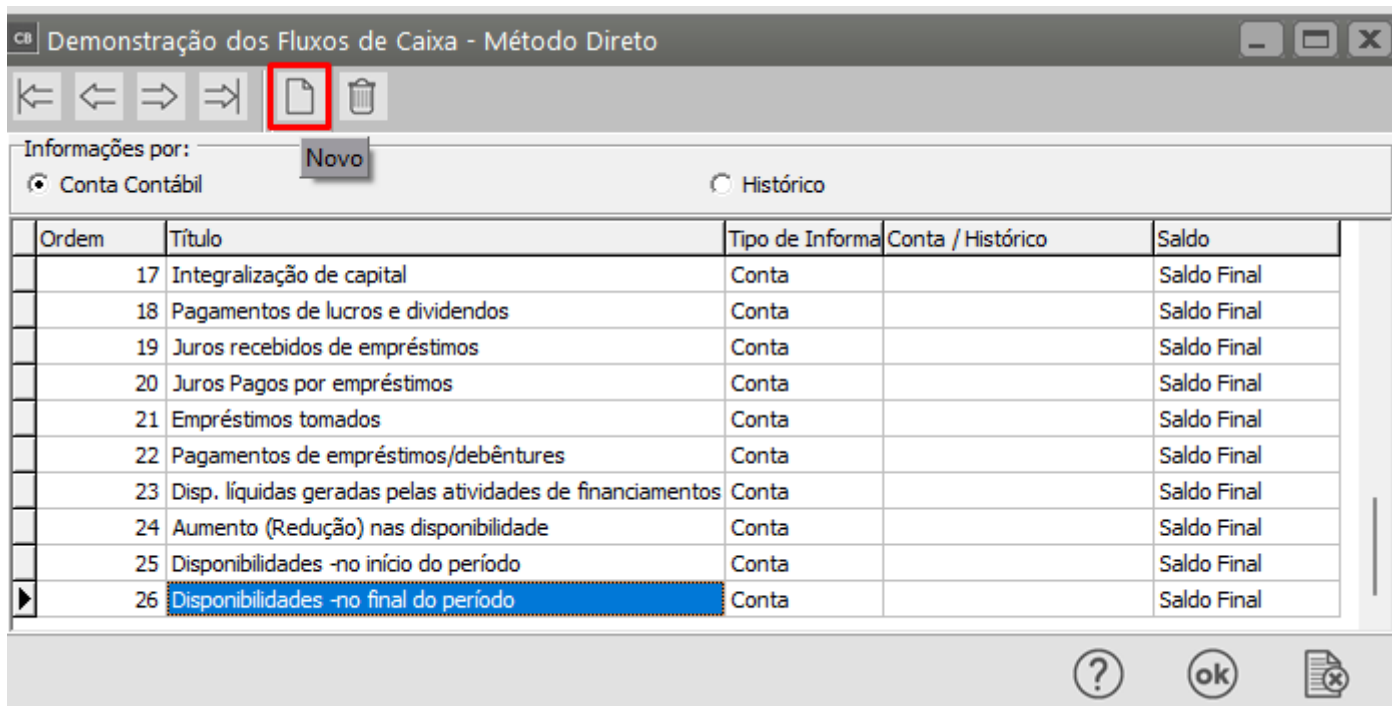 CB Demonstração dos Fluxos de Caixa - Método Direto
Novo
Informações por:
Conta Contábil Histórico
Ordem Título Tipo de Informa Conta / Histórico Saldo
17 Integralização de capital Conta Saldo Final
18 Pagamentos de lucros e dividendos Conta Saldo Final
19 Juros recebidos de empréstimos Conta Saldo Final
20 Juros Pagos por empréstimos Conta Saldo Final
21 Empréstimos tomados Conta Saldo Final
22 Pagamentos de empréstimos/debêntures Conta Saldo Final
23 Disp. líquidas geradas pelas atividades de financiamentos Conta Saldo Final
24 Aumento (Redução) nas disponibilidade Conta Saldo Final
25 Disponibilidades -no início do período Conta Saldo Final
26 Disponibilidades -no final do período Conta Saldo Final
? ok